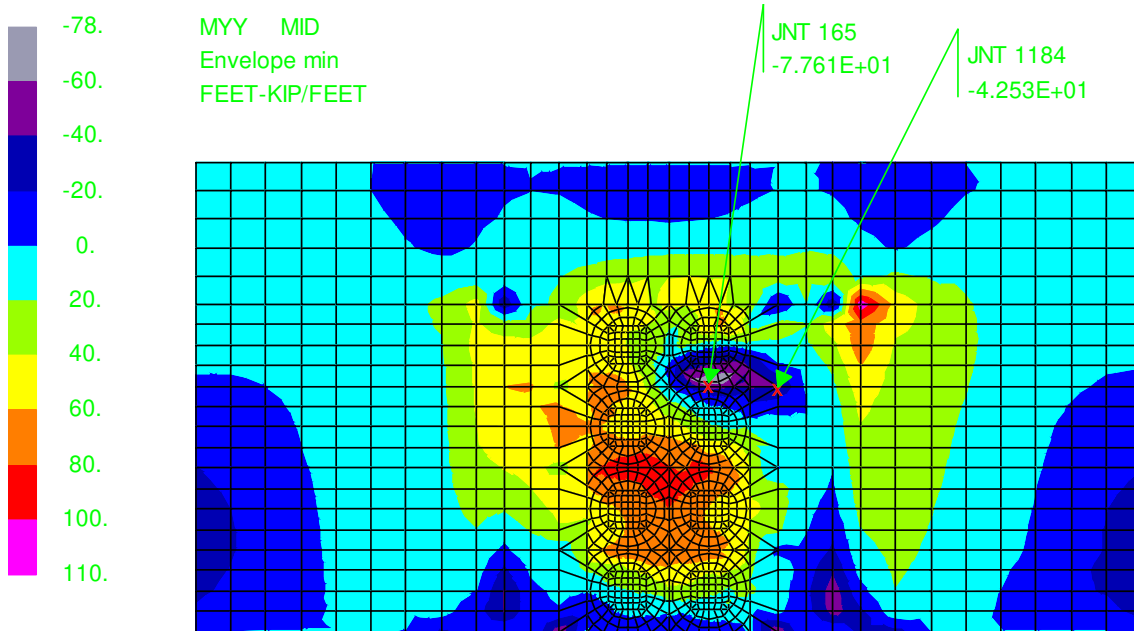 -78.
-60.
-40.
-20.
0.
20.
40.
60.
80.
100.
110.
MYY MID
Envelope min
FEET-KIP/FEET
JNT 165
-7.761E+01
JNT 1184
-4.253E+01
x
x